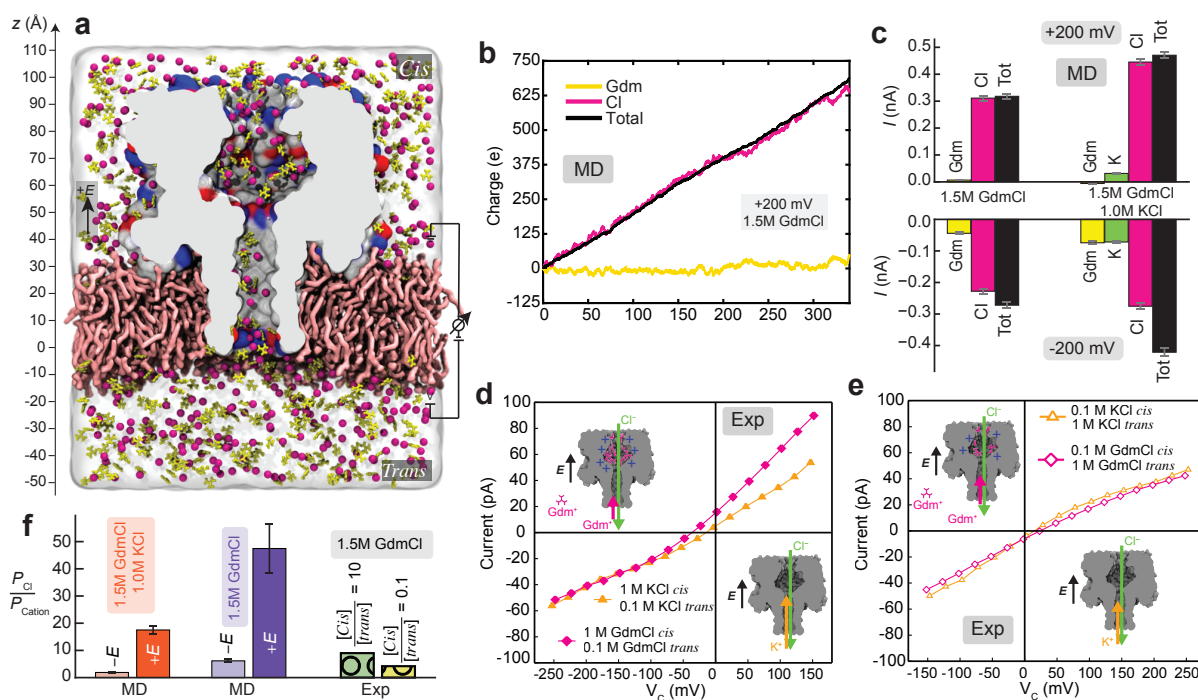 a
z (Å)
110
100
90
80
70
60
50
40
30
20
10
0
-10
-20
-30
-40
-50
Cis
+E
Trans
b
750
625
500
375
250
125
0
-125
Charge (e)
Gdm
Cl
Total
MD
+200 mV
1.5M GdmCl
0 50 100 150 200 250 300
c
+200 mV
MD
I (nA)
0.5
0.4
0.3
0.2
0.1
0.0
Gdm
Cl
Tot
Gdm
K
Cl
Tot
1.5M GdmCl
1.5M GdmCl
1.0M KCl
I (nA)
0.0
−0.1
−0.2
−0.3
−0.4
Gdm
Cl
Tot
Gdm
K
Cl
Tot
-200 mV
d
Exp
Current (pA)
100
80
60
40
20
0
-20
-40
-60
-80
-100
Cl⁻
E
Gdm⁺
Gdm⁺
1 M KCl cis
0.1 M KCl trans
1 M GdmCl cis
0.1 M GdmCl trans
Cl⁻
E
K⁺
-250 -200 -150 -100 -50 0 50 100 150
V_C (mV)
e
Current (pA)
100
80
60
40
20
0
-20
-40
-60
-80
-100
Cl⁻
E
Gdm⁺
Gdm⁺
0.1 M KCl cis
1 M KCl trans
0.1 M GdmCl cis
1 M GdmCl trans
Cl⁻
E
K⁺
Exp
-150 -100 -50 0 50 100 150 200 250
V_C (mV)
f
P_Cl
P_Cation
50
40
30
20
10
0
1.5M GdmCl
1.0M KCl
1.5M GdmCl
1.5M GdmCl
−E
+E
−E
+E
[Cis]
[trans] = 10
[Cis]
[trans] = 0.1
MD
MD
Exp